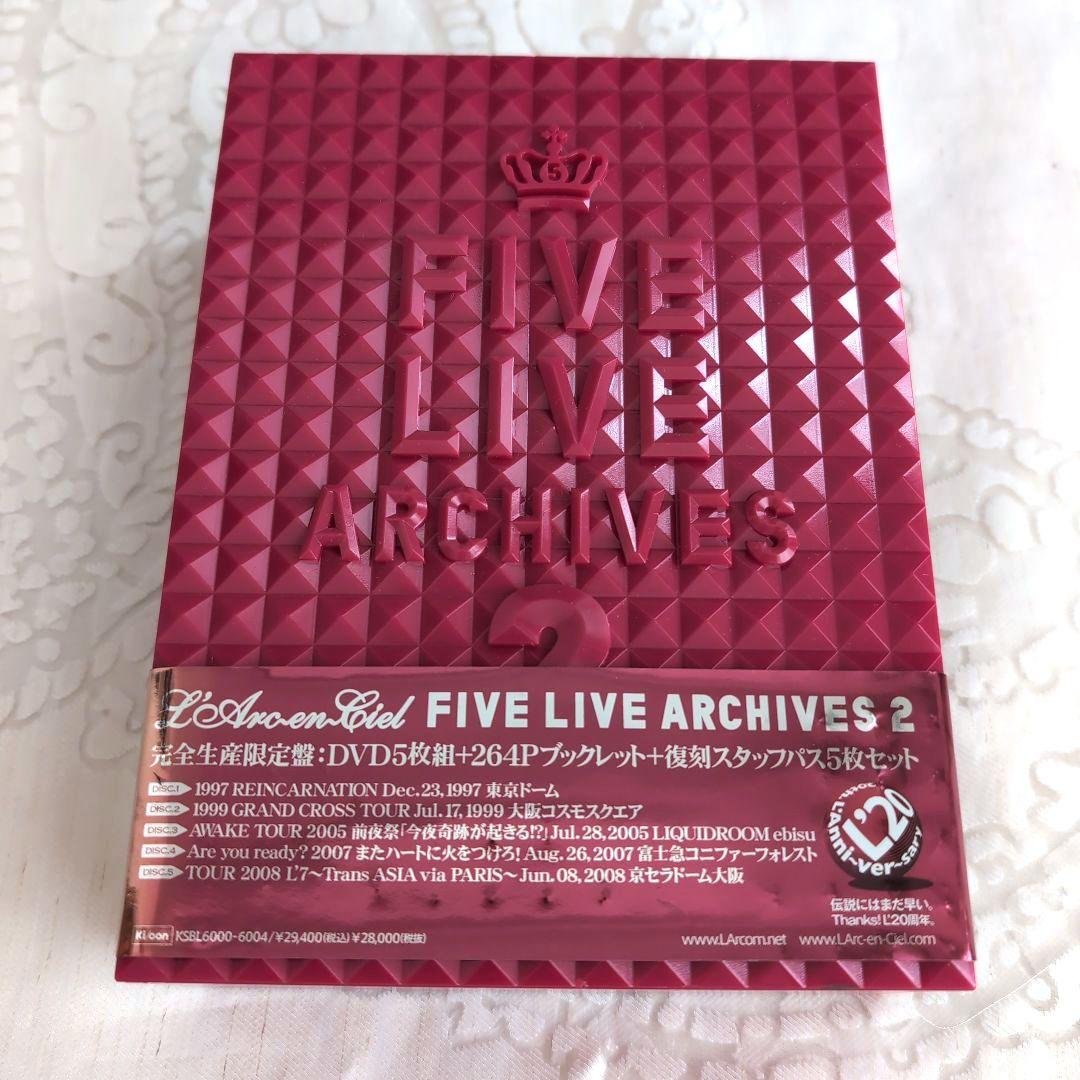 5
FIVE
LIVE
ARCHIVES
2
L'Arc~en~Ciel FIVE LIVE ARCHIVES 2
完全生産限定盤：DVD5枚組+264Pブックレット+復刻スタッフパス5枚セット
DISC.1 1997 REINCARNATION Dec.23,1997 東京ドーム
DISC.2 1999 GRAND CROSS TOUR Jul.17,1999 大阪コスモスクエア
DISC.3 AWAKE TOUR 2005 前夜祭「今夜奇跡が起きる!?」 Jul.28,2005 LIQUIDROOM ebisu
DISC.4 Are you ready? 2007 またハートに火をつけろ! Aug.26,2007 富士急コニファーフォレスト
DISC.5 TOUR 2008 L'7～Trans ASIA via PARIS～ Jun.08,2008 京セラドーム大阪
20th L'Anni-ver-sary
L'20
伝説にはまだ早い。
Thanks! L'20周年。
Ki/oon KSBL6000-6004/¥29,400(税込)¥28,000(税抜)
www.LArcom.net www.LArc-en-Ciel.com